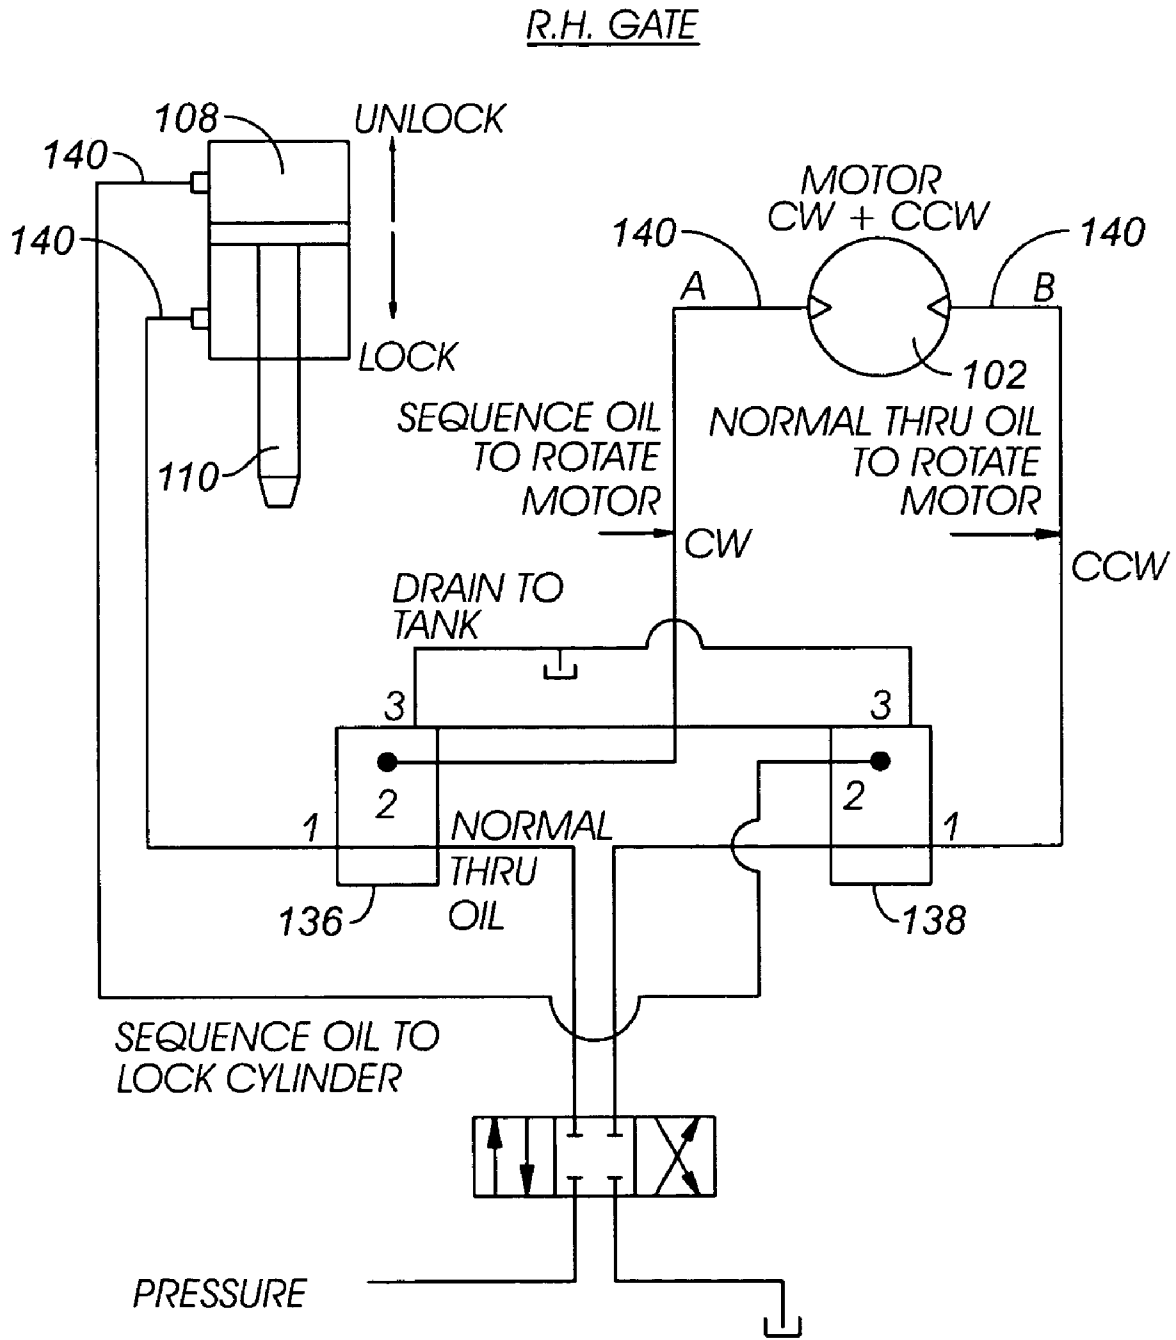 R.H. GATE
108
UNLOCK
140
140
LOCK
110
MOTOR
CW + CCW
140
140
A
B
102
SEQUENCE OIL
TO ROTATE
MOTOR
CW
NORMAL THRU OIL
TO ROTATE
MOTOR
CCW
DRAIN TO
TANK
3
3
2
2
1
NORMAL
THRU
OIL
1
136
138
SEQUENCE OIL TO
LOCK CYLINDER
PRESSURE